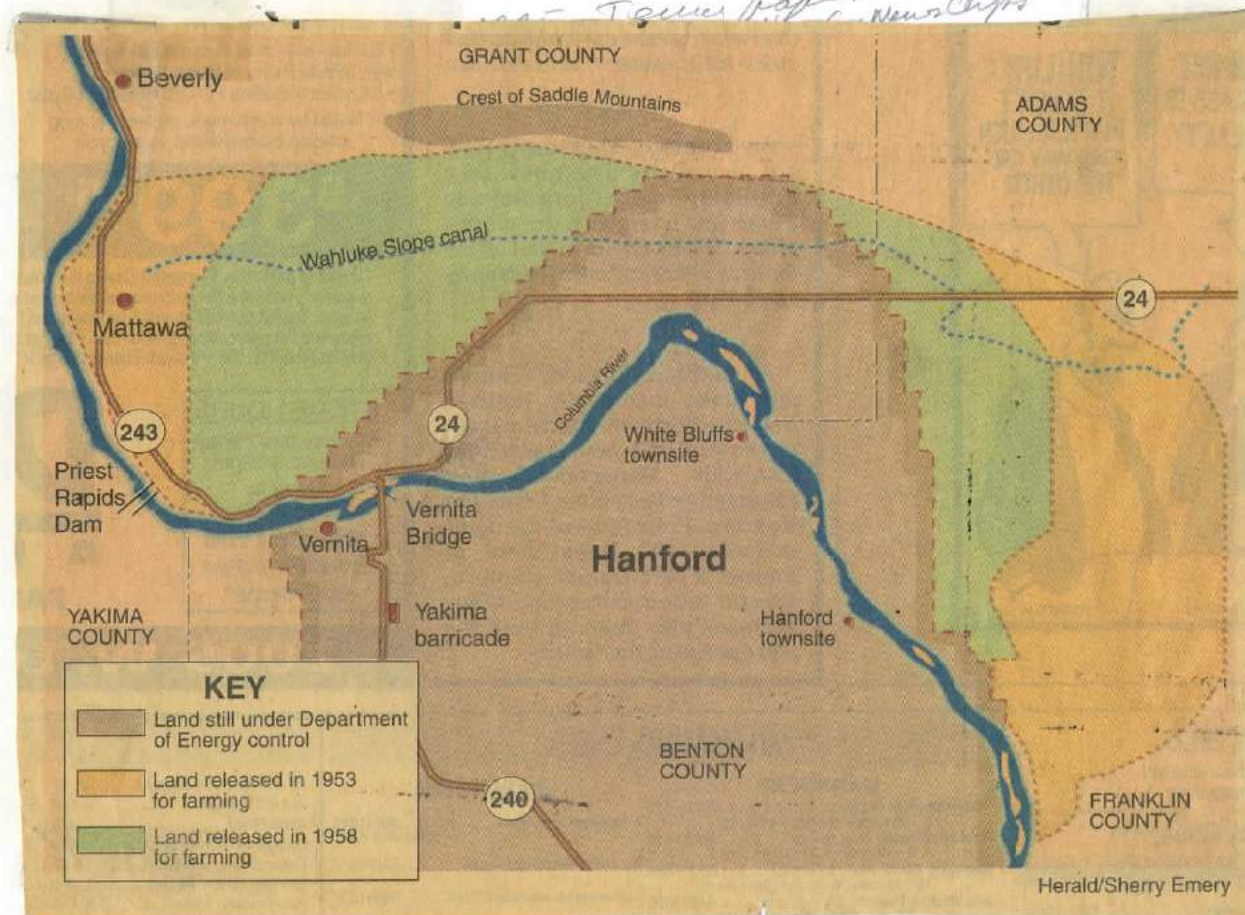 News Clips
GRANT COUNTY
Beverly
Crest of Saddle Mountains
ADAMS
COUNTY
Wahluke Slope canal
24
Mattawa
Columbia River
243
24
White Bluffs
townsite
Priest
Rapids
Dam
Vernita
Bridge
Vernita
Hanford
YAKIMA
COUNTY
Yakima
barricade
Hanford
townsite
KEY
Land still under Department
of Energy control
Land released in 1953
for farming
Land released in 1958
for farming
BENTON
COUNTY
240
FRANKLIN
COUNTY
Herald/Sherry Emery